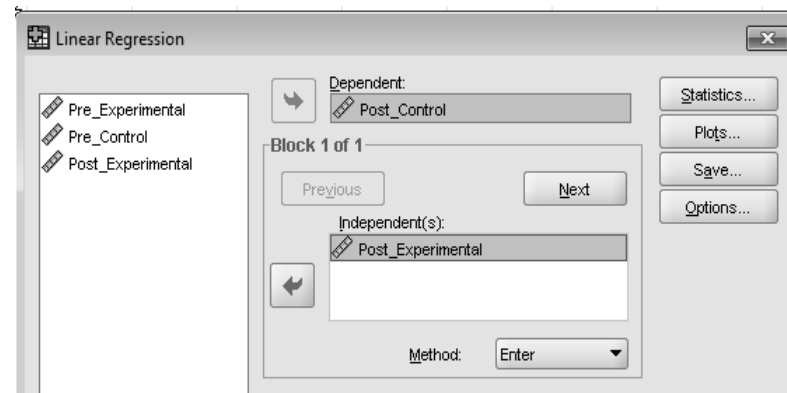 Linear Regression
Pre_Experimental
Pre_Control
Post_Experimental
Dependent:
Post_Control
Block 1 of 1
Previous
Next
Independent(s):
Post_Experimental
Method:
Enter
Statistics...
Plots...
Save...
Options...